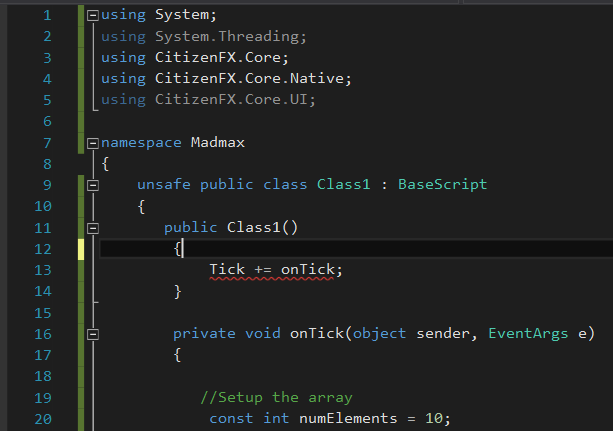 1 using System;
2 using System.Threading;
3 using CitizenFX.Core;
4 using CitizenFX.Core.Native;
5 using CitizenFX.Core.UI;
6
7 namespace Madmax
8 {
9 unsafe public class Class1 : BaseScript
10 {
11 public Class1()
12 {
13 Tick += onTick;
14 }
15
16 private void onTick(object sender, EventArgs e)
17 {
18
19 //Setup the array
20 const int numElements = 10;